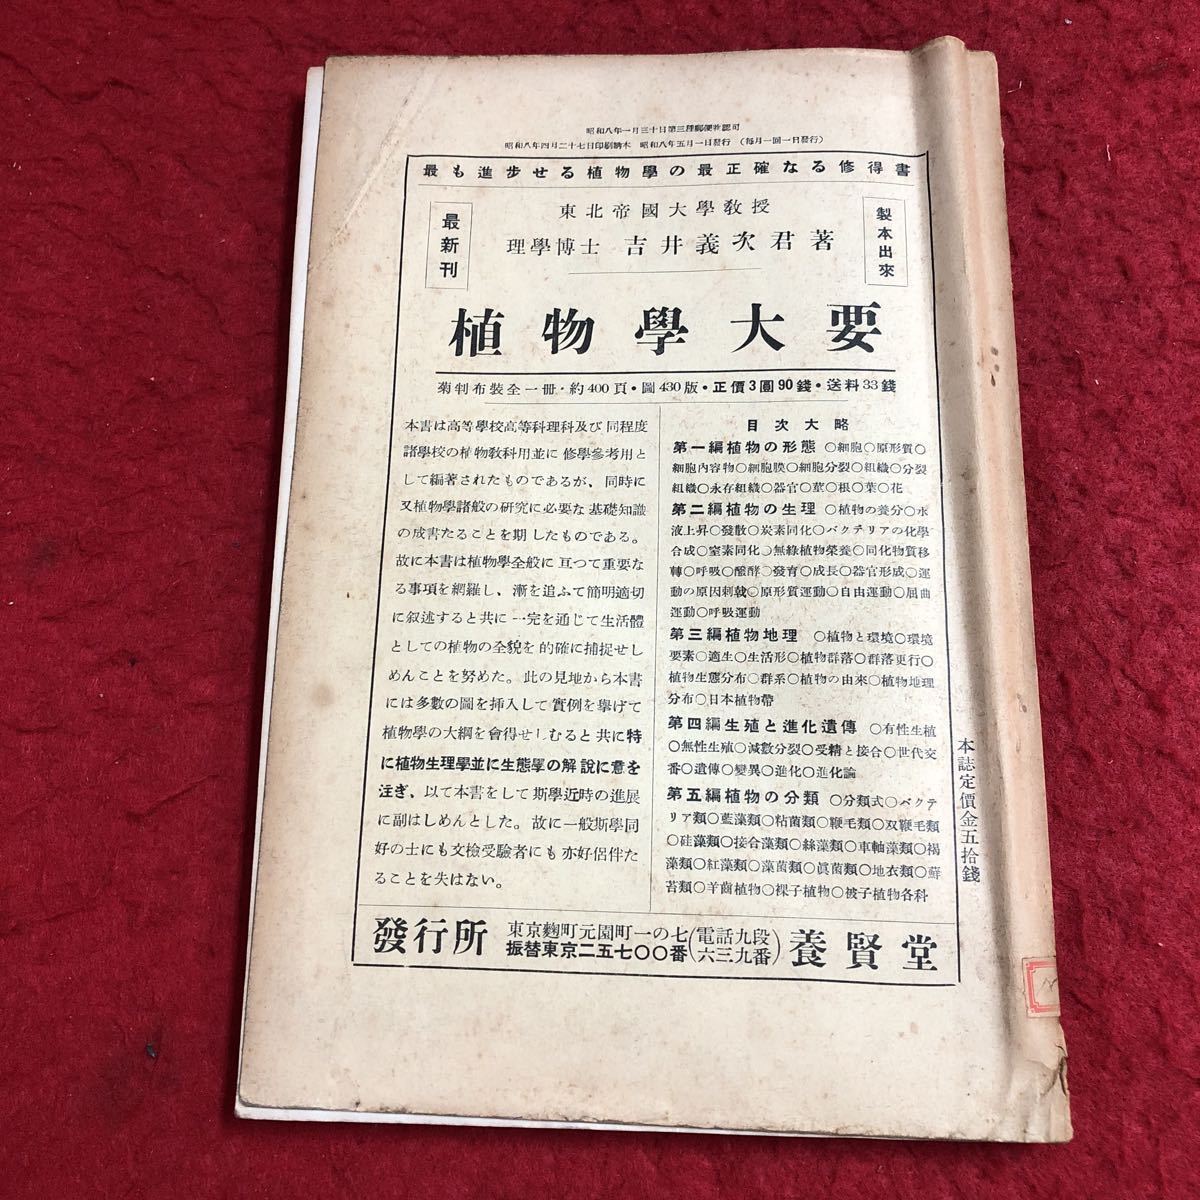 昭和八年一月三十日第三種郵便物認可
昭和八年四月二十七日印刷納本 昭和八年五月一日發行 (每月一回一日發行)
最も進步せる植物學の最正確なる修得書
最新刊
東北帝國大學敎授
理學博士 吉井義次君著
製本出來
植物學大要
菊判布裝全一冊・約400頁・圖430版・正價3圓90錢・送料33錢
本書は高等學校高等科理科及び同程度
諸學校の植物敎科用並に修學參考用と
して編著されたものであるが、同時に
又植物學諸般の硏究に必要な基礎知識
の成書たることを期したものである。
故に本書は植物學全般に亙つて重要な
る事項を網羅し、漸を追ふて簡明適切
に叙述すると共に一完を通じて生活體
としての植物の全貌を的確に捕捉せし
めんことを努めた。此の見地から本書
には多數の圖を挿入して實例を擧げて
植物學の大綱を會得せしむると共に特
に植物生理學並に生態學の解說に意を
注ぎ、以て本書をして斯學近時の進展
に副はしめんとした。故に一般斯學同
好の士にも文檢受驗者にも亦好侶伴た
ることを失はない。
目次大略
第一編植物の形態 ○細胞○原形質○
細胞內容物○細胞膜○細胞分裂○組織○分裂
組織○永存組織○器官○莖○根○葉○花
第二編植物の生理 ○植物の養分○水
液上昇○發散○炭素同化○バクテリアの化學
合成○窒素同化○無綠植物榮養○同化物質移
轉○呼吸○醱酵○發育○成長○器官形成○運
動の原因刺戟○原形質運動○自由運動○屈曲
運動○呼吸運動
第三編植物地理 ○植物と環境○環境
要素○適生○生活形○植物群落○群落更行○
植物生態分布○群系○植物の由來○植物地理
分布○日本植物帶
第四編生殖と進化遺傳 ○有性生植
○無性生殖○減數分裂○受精と接合○世代交
番○遺傳○變異○進化○進化論
第五編植物の分類 ○分類式○バクテ
リア類○藍藻類○粘菌類○鞭毛類○双鞭毛類
○硅藻類○接合藻類○絲藻類○車軸藻類○褐
藻類○紅藻類○藻菌類○眞菌類○地衣類○蘚
苔類○羊齒植物○裸子植物○被子植物各科
本誌定價金五拾錢
發行所 東京麴町元園町一の七 (電話九段
振替東京二五七〇〇番 六三九番) 養賢堂